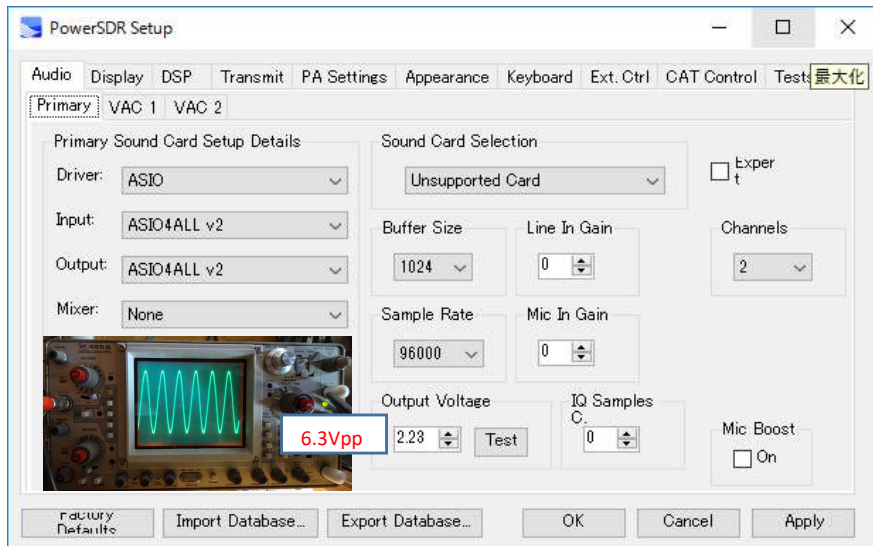 PowerSDR Setup
Audio Display DSP Transmit PA Settings Appearance Keyboard Ext. Ctrl CAT Control Tests
最大化
Primary VAC 1 VAC 2
Primary Sound Card Setup Details
Driver: ASIO
Input: ASIO4ALL v2
Output: ASIO4ALL v2
Mixer: None
Sound Card Selection
Unsupported Card
Exper
t
Buffer Size
1024
Line In Gain
0
Channels
2
Sample Rate
96000
Mic In Gain
0
Output Voltage
2.23 Test
IQ Samples
C.
0
Mic Boost
On
6.3Vpp
Factory
Defaults
Import Database...
Export Database...
OK
Cancel
Apply